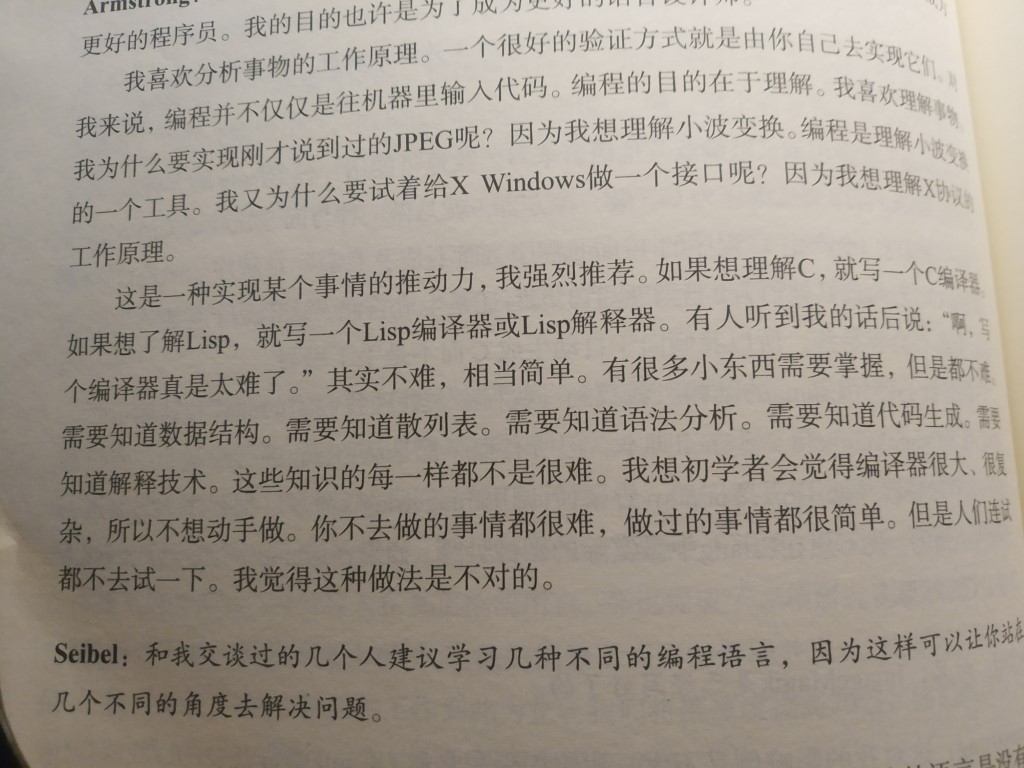 Armstrong:
更好的程序员。我的目的也许是为了成为更好的语言设计师。
我喜欢分析事物的工作原理。一个很好的验证方式就是由你自己去实现它们。对
我来说，编程并不仅仅是往机器里输入代码。编程的目的在于理解。我喜欢理解事物，
我为什么要实现刚才说到过的JPEG呢？因为我想理解小波变换。编程是理解小波变换
的一个工具。我又为什么要试着给X Windows做一个接口呢？因为我想理解X协议的
工作原理。
这是一种实现某个事情的推动力，我强烈推荐。如果想理解C，就写一个C编译器。
如果想了解Lisp，就写一个Lisp编译器或Lisp解释器。有人听到我的话后说：“啊，写
个编译器真是太难了。”其实不难，相当简单。有很多小东西需要掌握，但是都不难。
需要知道数据结构。需要知道散列表。需要知道语法分析。需要知道代码生成。需要
知道解释技术。这些知识的每一样都不是很难。我想初学者会觉得编译器很大、很复
杂，所以不想动手做。你不去做的事情都很难，做过的事情都很简单。但是人们连试
都不去试一下。我觉得这种做法是不对的。
Seibel：和我交谈过的几个人建议学习几种不同的编程语言，因为这样可以让你站在
几个不同的角度去解决问题。
语言是没有